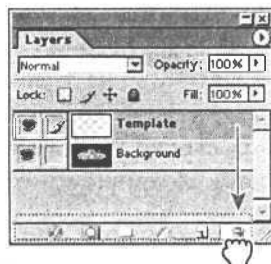 Layers
Normal Opacity: 100%
Lock: Fill: 100%
Template
Background